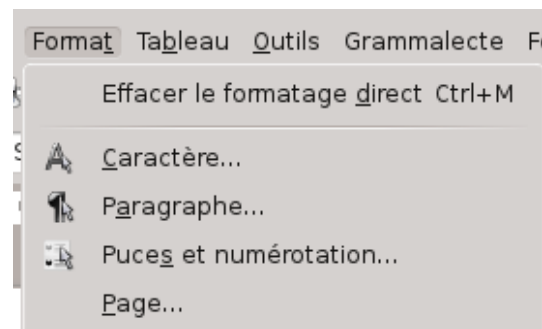 Format Tableau Outils Grammalecte
Effacer le formatage direct Ctrl+M
Caractère...
Paragraphe...
Puces et numérotation...
Page...